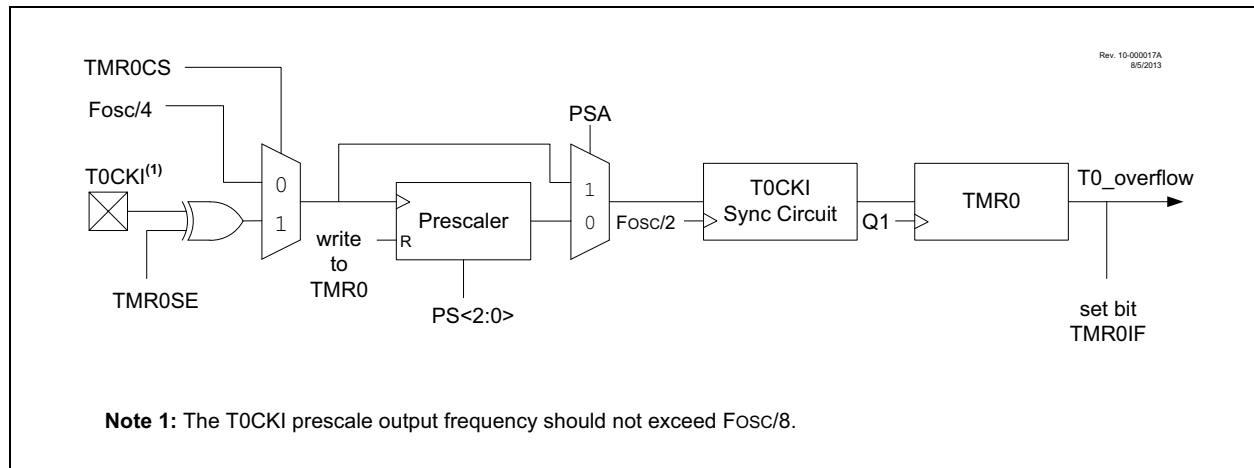 Rev. 10-000017A
8/5/2013
TMR0CS
Fosc/4
PSA
T0CKI(1)
0
1
TMR0SE
write
to
TMR0
Prescaler
R
PS<2:0>
1
0
FOSC/2
T0CKI
Sync Circuit
Q1
TMR0
T0_overflow
set bit
TMR0IF
Note 1: The T0CKI prescale output frequency should not exceed FOSC/8.